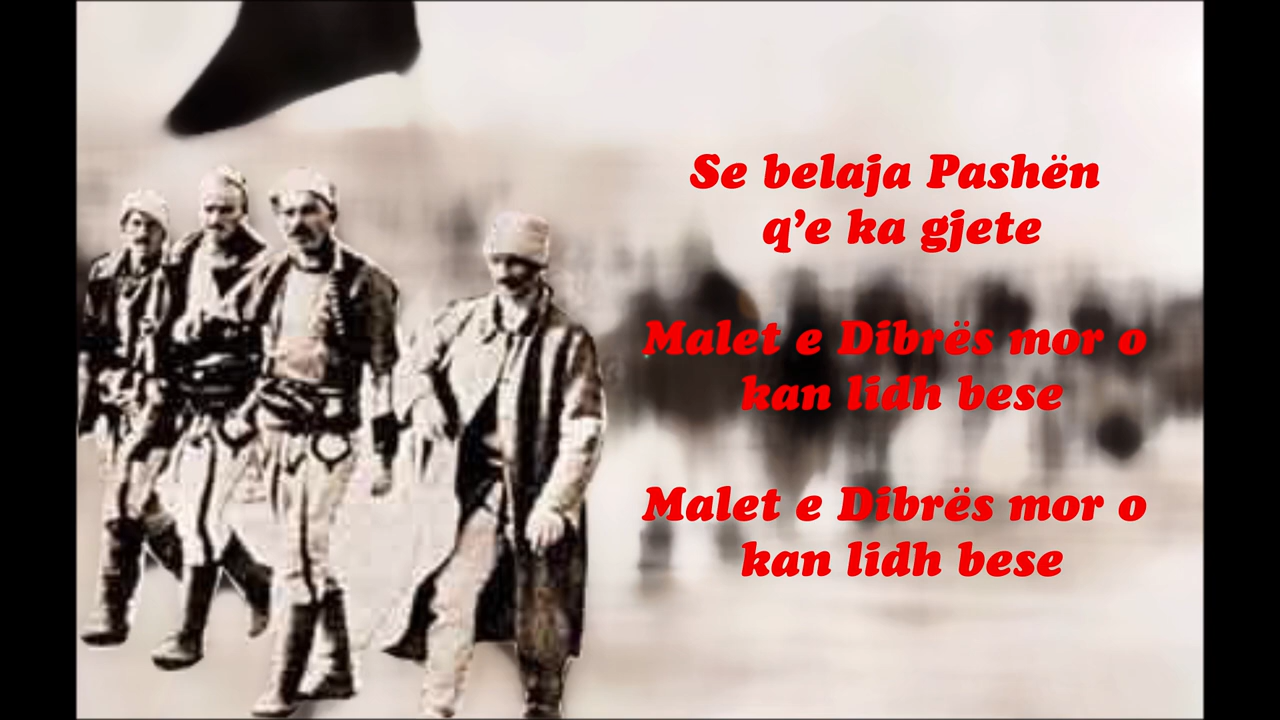 Se belaja Pashën
q’e ka gjete
Malet e Dibrës mor o
kan lidh bese
Malet e Dibrës mor o
kan lidh bese